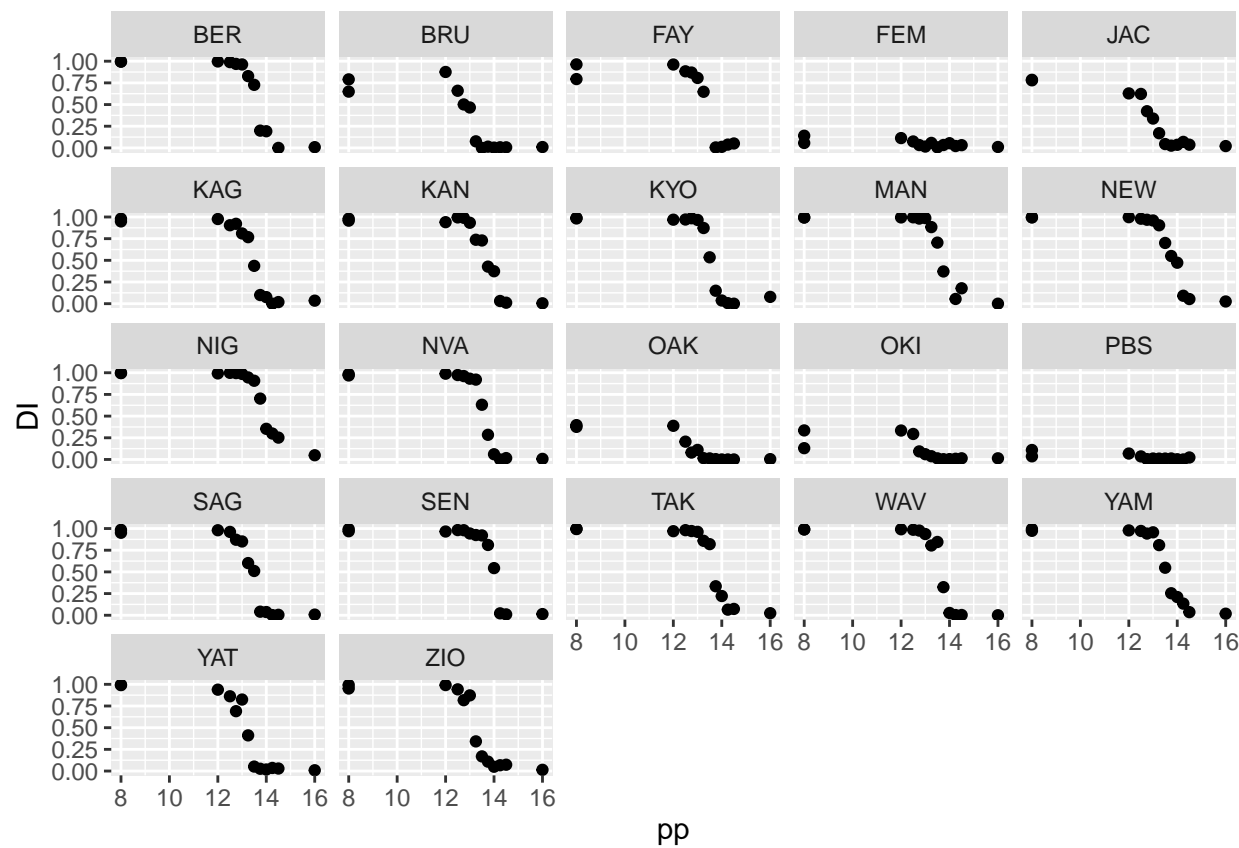 BER BRU FAY FEM JAC
1.00
0.75
0.50
0.25
0.00
KAG KAN KYO MAN NEW
1.00
0.75
0.50
0.25
0.00
NIG NVA OAK OKI PBS
1.00
0.75
0.50
0.25
0.00
DI
SAG SEN TAK WAV YAM
1.00
0.75
0.50
0.25
0.00
8 10 12 14 16 8 10 12 14 16 8 10 12 14 16
YAT ZIO
1.00
0.75
0.50
0.25
0.00
8 10 12 14 16 8 10 12 14 16
pp